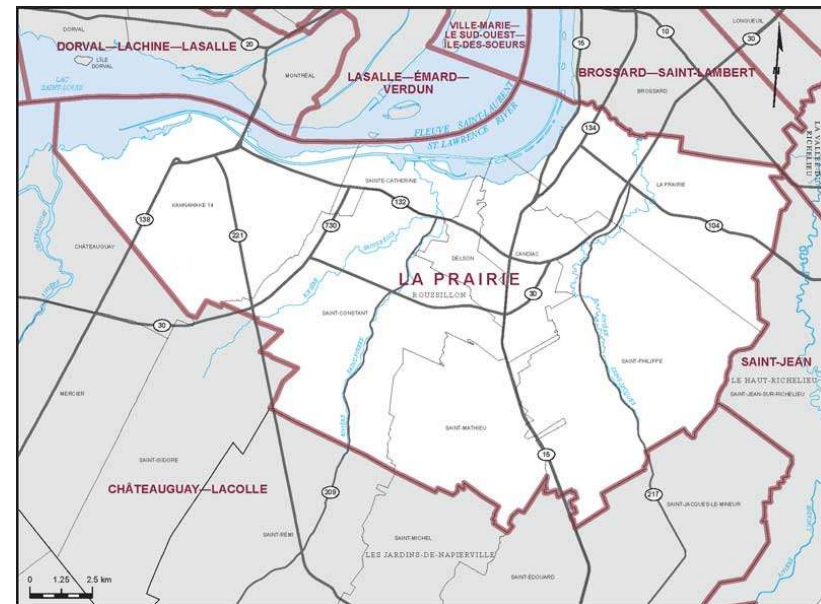 DORVAL
DORVAL—LACHINE—LASALLE
20
L'ÎLE
DORVAL
LAC
SAINT-LOUIS
MONTRÉAL
VILLE-MARIE—
LE SUD-OUEST—
ÎLE-DES-SOEURS
LASALLE—ÉMARD—
VERDUN
15
10
LONGUEUIL
30
BROSSARD—SAINT-LAMBERT
BROSSARD
N
FLEUVE SAINT-LAURENT
ST. LAWRENCE RIVER
134
LA VALLÉE-DU-
RICHELIEU
SAINTE-CATHERINE
LA PRAIRIE
KAHNAWAKE 14
132
138
221
730
104
CHÂTEAUGUAY
DELSON
CANDIAC
LA PRAIRIE
ROUSSILLON
30
SAINT-CONSTANT
30
SAINT-PIERRE
RIVIÈRE
SAINT-PHILIPPE
SAINT-JEAN
LE HAUT-RICHELIEU
SAINT-JEAN-SUR-RICHELIEU
MERCIER
SAINT-MATHIEU
15
SAINT-ISIDORE
CHÂTEAUGUAY—LACOLLE
209
217
SAINT-JACQUES-LE-MINEUR
SAINT-RÉMI
SAINT-MICHEL
LES JARDINS-DE-NAPIERVILLE
SAINT-ÉDOUARD
0 1.25 2.5 km